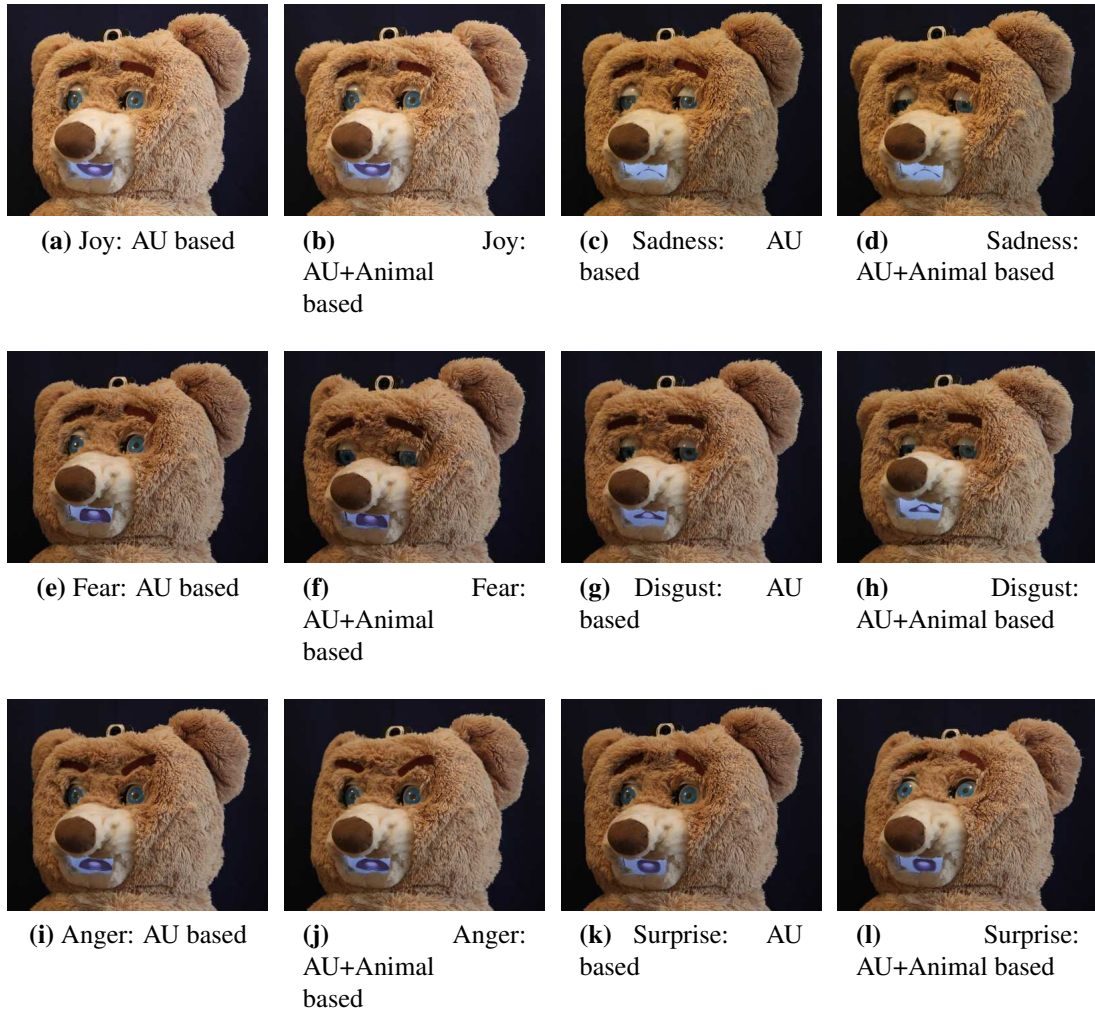 (a) Joy: AU based
(b) Joy:
AU+Animal
based
(c) Sadness: AU
based
(d) Sadness:
AU+Animal based
(e) Fear: AU based
(f) Fear:
AU+Animal
based
(g) Disgust: AU
based
(h) Disgust:
AU+Animal based
(i) Anger: AU based
(j) Anger:
AU+Animal
based
(k) Surprise: AU
based
(l) Surprise:
AU+Animal based